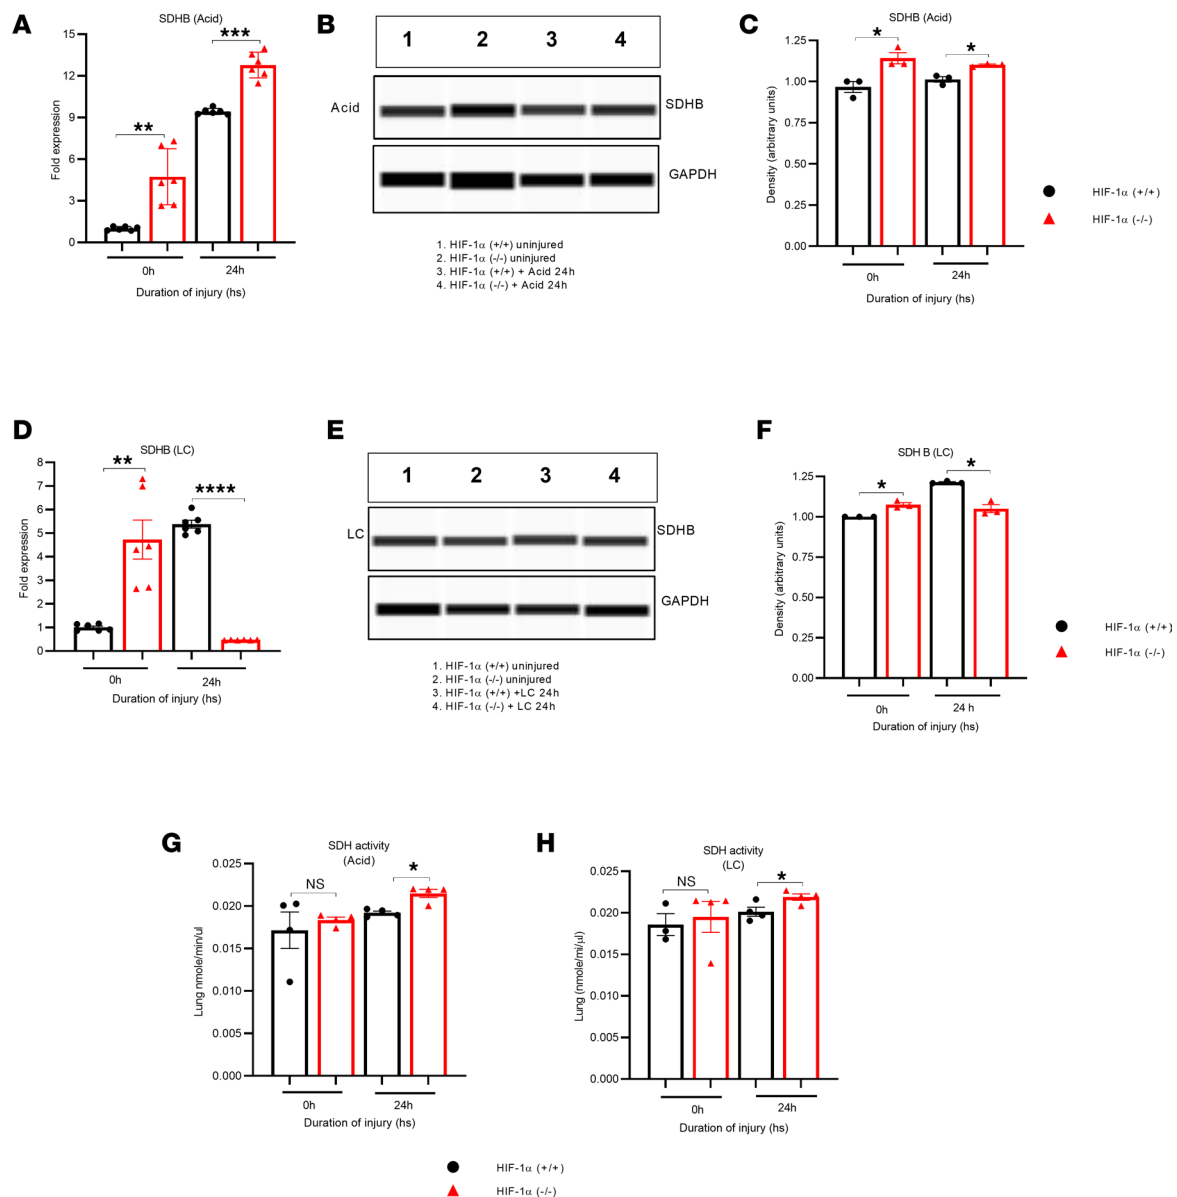 A
SDHB (Acid)
Fold expression
15
12
9
6
3
0
**
***
0h
24h
Duration of injury (hs)
B
1 2 3 4
Acid
SDHB
GAPDH
1. HIF-1α (+/+) uninjured
2. HIF-1α (-/-) uninjured
3. HIF-1α (+/+) + Acid 24h
4. HIF-1α (-/-) + Acid 24h
C
SDHB (Acid)
Density (arbitrary units)
1.25
1.00
0.75
0.50
0.25
0.00
*
*
0h
24h
Duration of injury (hs)
HIF-1α (+/+)
HIF-1α (-/-)
D
SDHB (LC)
Fold expression
8
7
6
5
4
3
2
1
0
**
****
0h
24h
Duration of injury (hs)
E
1 2 3 4
LC
SDHB
GAPDH
1. HIF-1α (+/+) uninjured
2. HIF-1α (-/-) uninjured
3. HIF-1α (+/+) +LC 24h
4. HIF-1α (-/-) + LC 24h
F
SDH B (LC)
Density (arbitrary units)
1.25
1.00
0.75
0.50
0.25
0.00
*
*
0h
24 h
Duration of injury (hs)
HIF-1α (+/+)
HIF-1α (-/-)
G
SDH activity
(Acid)
Lung nmole/min/ul
0.025
0.020
0.015
0.010
0.005
0.000
NS
*
0h
24h
Duration of injury (hs)
H
SDH activity
(LC)
Lung (nmole/mi/µl)
0.025
0.020
0.015
0.010
0.005
0.000
NS
*
0h
24h
Duration of injury (hs)
HIF-1α (+/+)
HIF-1α (-/-)